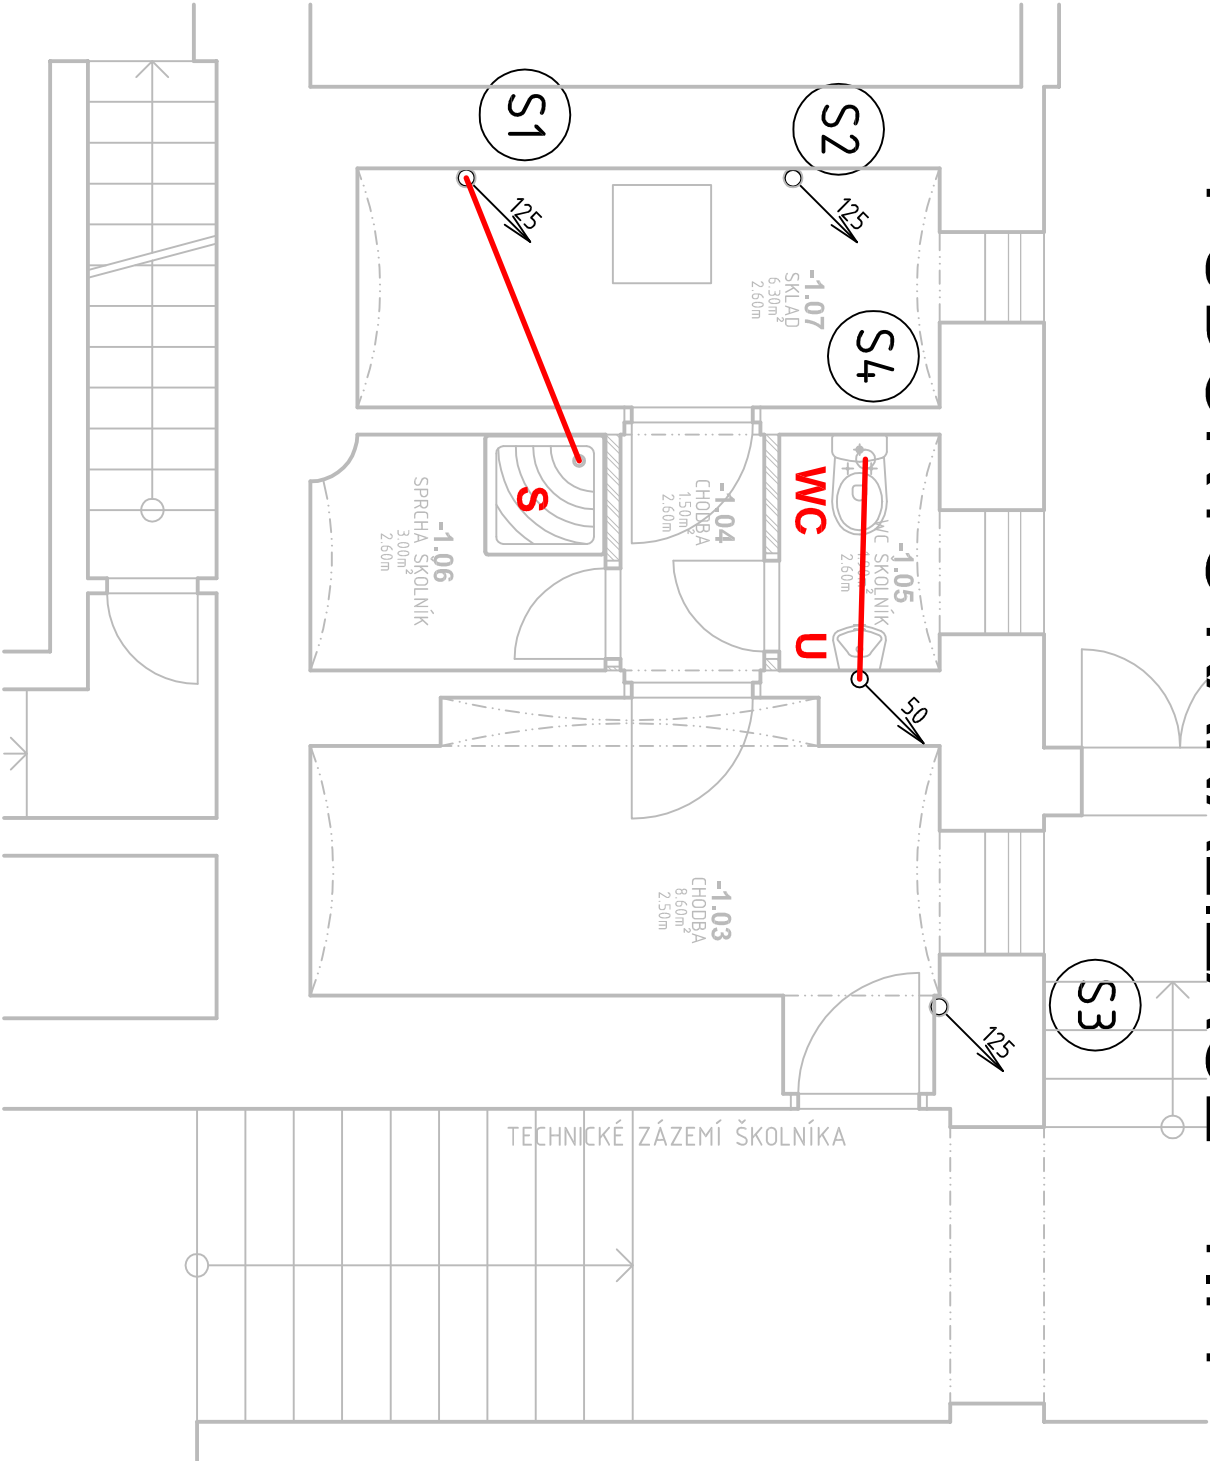 S1
S2
125
125
-1.07
SKLAD
6.30m²
2.60m
S4
S
-1.06
SPRCHA ŠKOLNÍK
3.00m²
2.60m
-1.04
CHODBA
1.50m²
2.60m
WC
-1.05
WC ŠKOLNÍK
2.60m
U
50
-1.03
CHODBA
8.60m²
2.50m
S3
125
TECHNICKÉ ZÁZEMÍ ŠKOLNÍKA